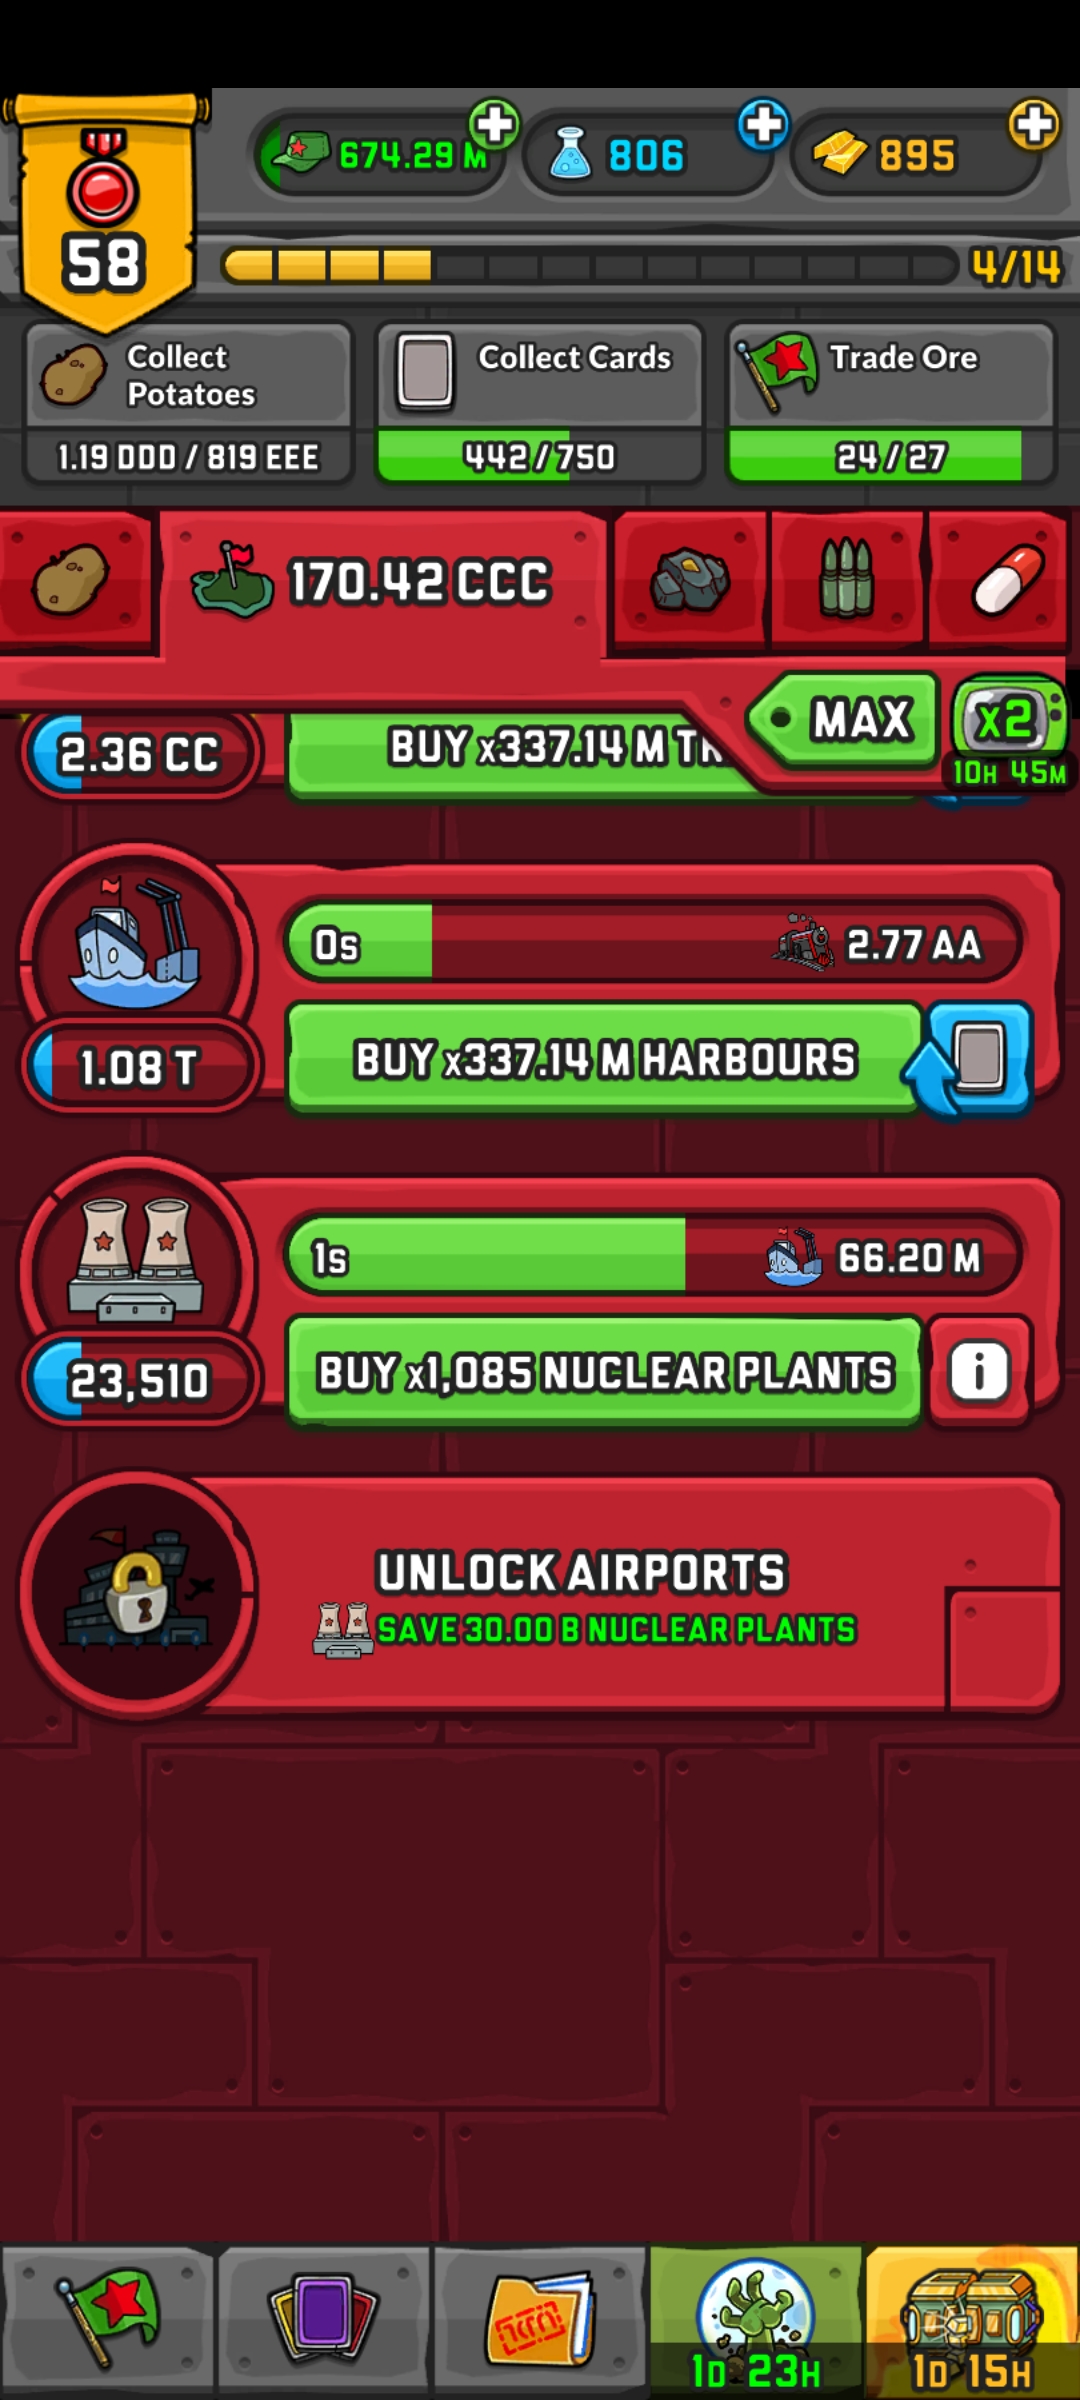 58
674.29 M
806
895
4/14
Collect
Potatoes
1.19 DDD / 819 EEE
Collect Cards
442/750
Trade Ore
24/27
170.42 CCC
MAX
x2
10H 45M
2.36 CC
BUY x337.14 M TR
0s
2.77 AA
1.08 T
BUY x337.14 M HARBOURS
1s
66.20 M
23,510
BUY x1,085 NUCLEAR PLANTS
i
UNLOCK AIRPORTS
SAVE 30.00 B NUCLEAR PLANTS
1D 23H
1D 15H